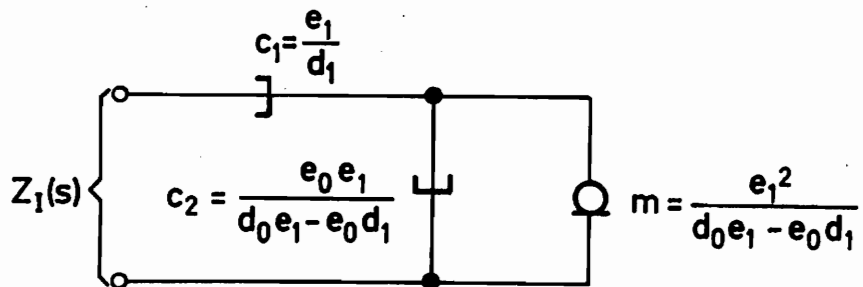 c₁ = e₁/d₁
Z_I(s)
c₂ = e₀e₁/(d₀e₁ − e₀d₁)
m = e₁²/(d₀e₁ − e₀d₁)